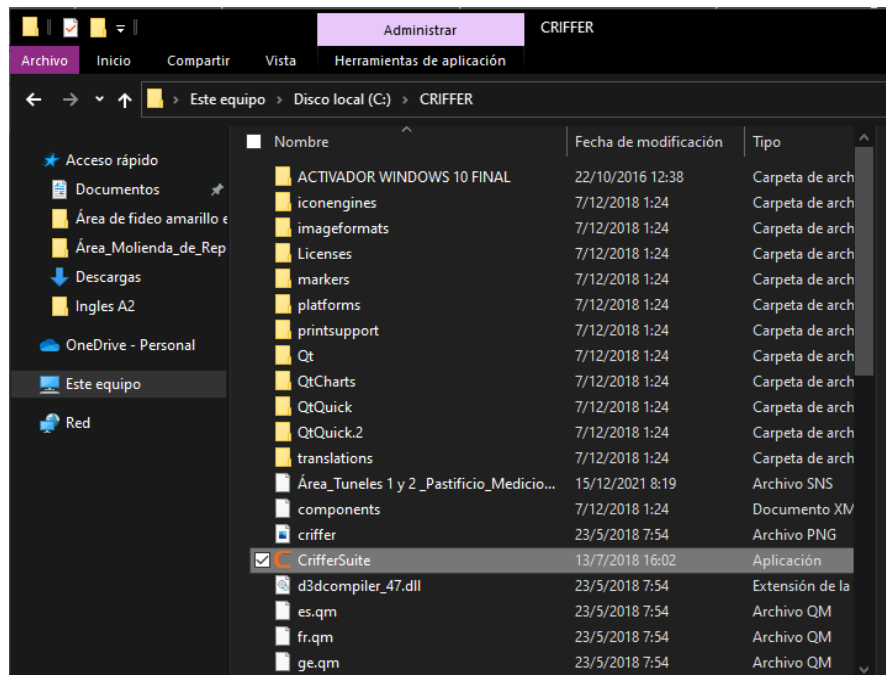 Administrar CRIFFER
Archivo Inicio Compartir Vista Herramientas de aplicación
Este equipo > Disco local (C:) > CRIFFER
Nombre Fecha de modificación Tipo
Acceso rápido
Documentos
Área de fideo amarillo e
Área_Molienda_de_Rep
Descargas
Ingles A2
OneDrive - Personal
Este equipo
Red
ACTIVADOR WINDOWS 10 FINAL 22/10/2016 12:38 Carpeta de arch
iconengines 7/12/2018 1:24 Carpeta de arch
imageformats 7/12/2018 1:24 Carpeta de arch
Licenses 7/12/2018 1:24 Carpeta de arch
markers 7/12/2018 1:24 Carpeta de arch
platforms 7/12/2018 1:24 Carpeta de arch
printsupport 7/12/2018 1:24 Carpeta de arch
Qt 7/12/2018 1:24 Carpeta de arch
QtCharts 7/12/2018 1:24 Carpeta de arch
QtQuick 7/12/2018 1:24 Carpeta de arch
QtQuick.2 7/12/2018 1:24 Carpeta de arch
translations 7/12/2018 1:24 Carpeta de arch
Área_Tuneles 1 y 2 _Pastificio_Medicio... 15/12/2021 8:19 Archivo SNS
components 7/12/2018 1:24 Documento XM
criffer 23/5/2018 7:54 Archivo PNG
CrifferSuite 13/7/2018 16:02 Aplicación
d3dcompiler_47.dll 23/5/2018 7:54 Extensión de la
es.qm 23/5/2018 7:54 Archivo QM
fr.qm 23/5/2018 7:54 Archivo QM
ge.qm 23/5/2018 7:54 Archivo QM